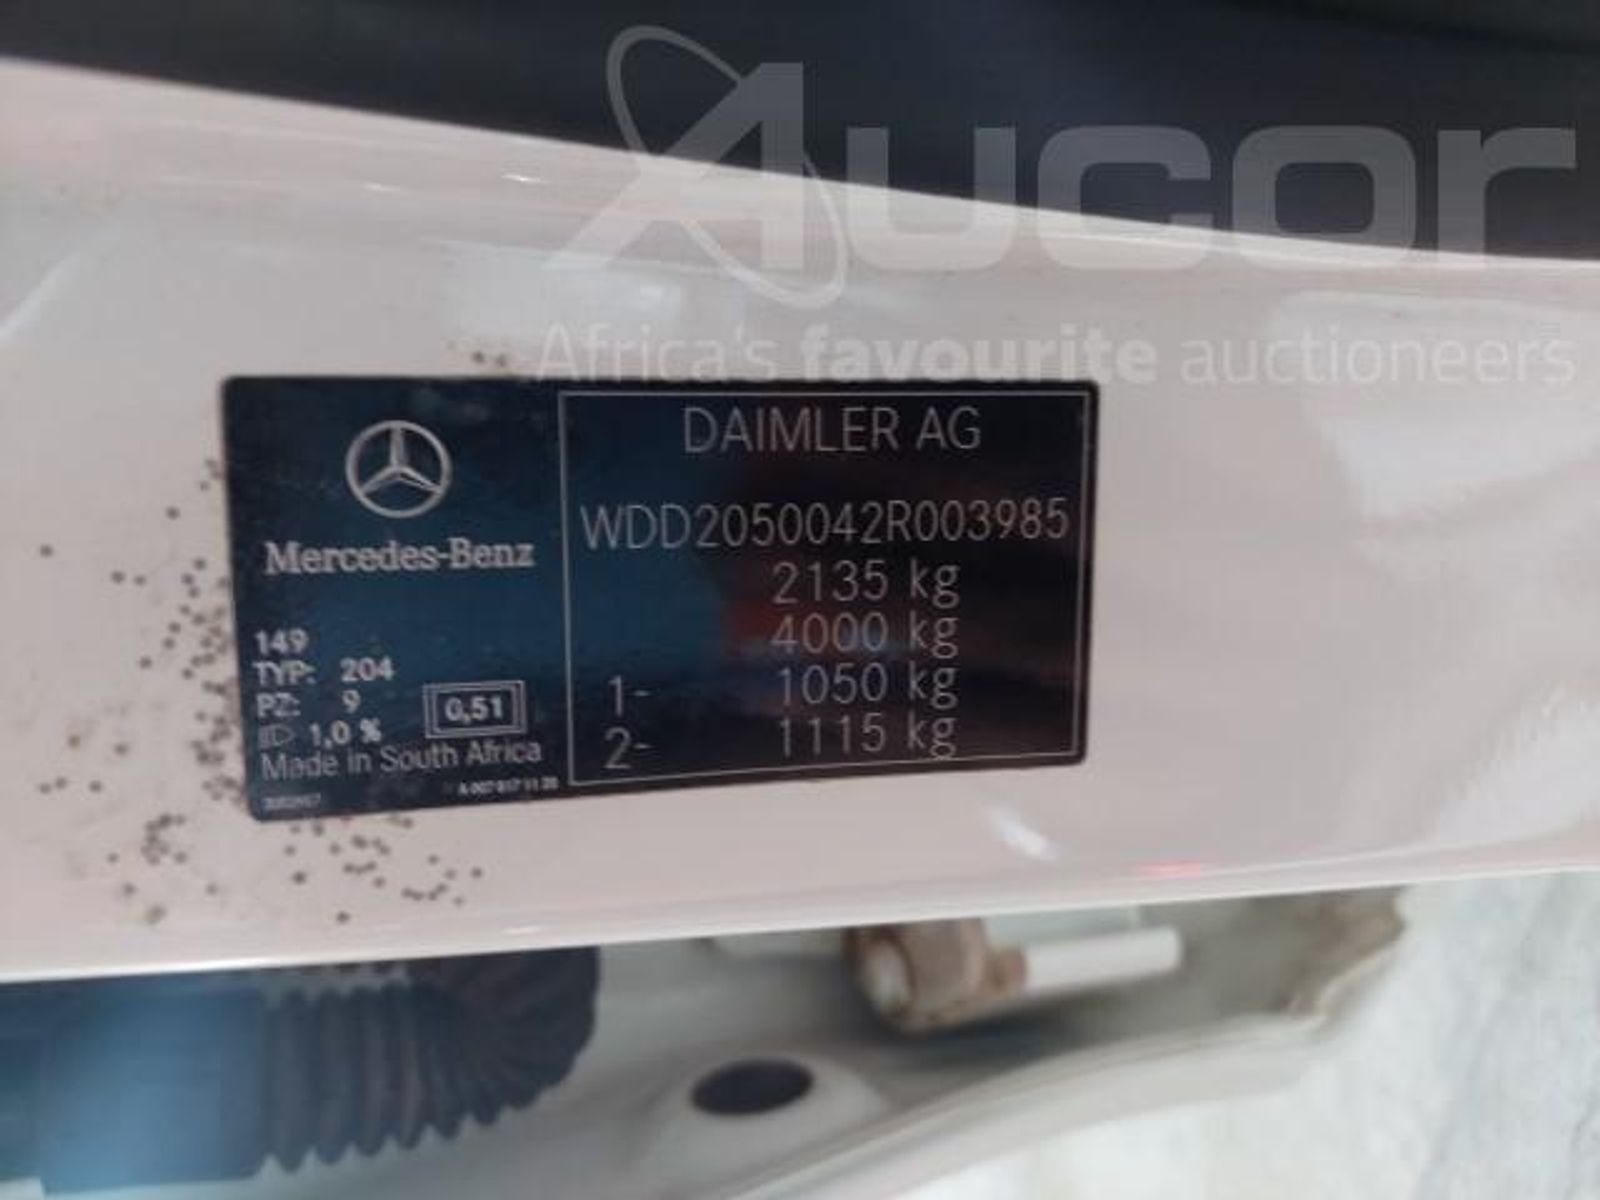 Aucor
Africa's favourite auctioneers
Mercedes-Benz
149
TYP: 204
PZ: 9
1,0 %
0,51
Made in South Africa
DAIMLER AG
WDD2050042R003985
2135 kg
4000 kg
1- 1050 kg
2- 1115 kg